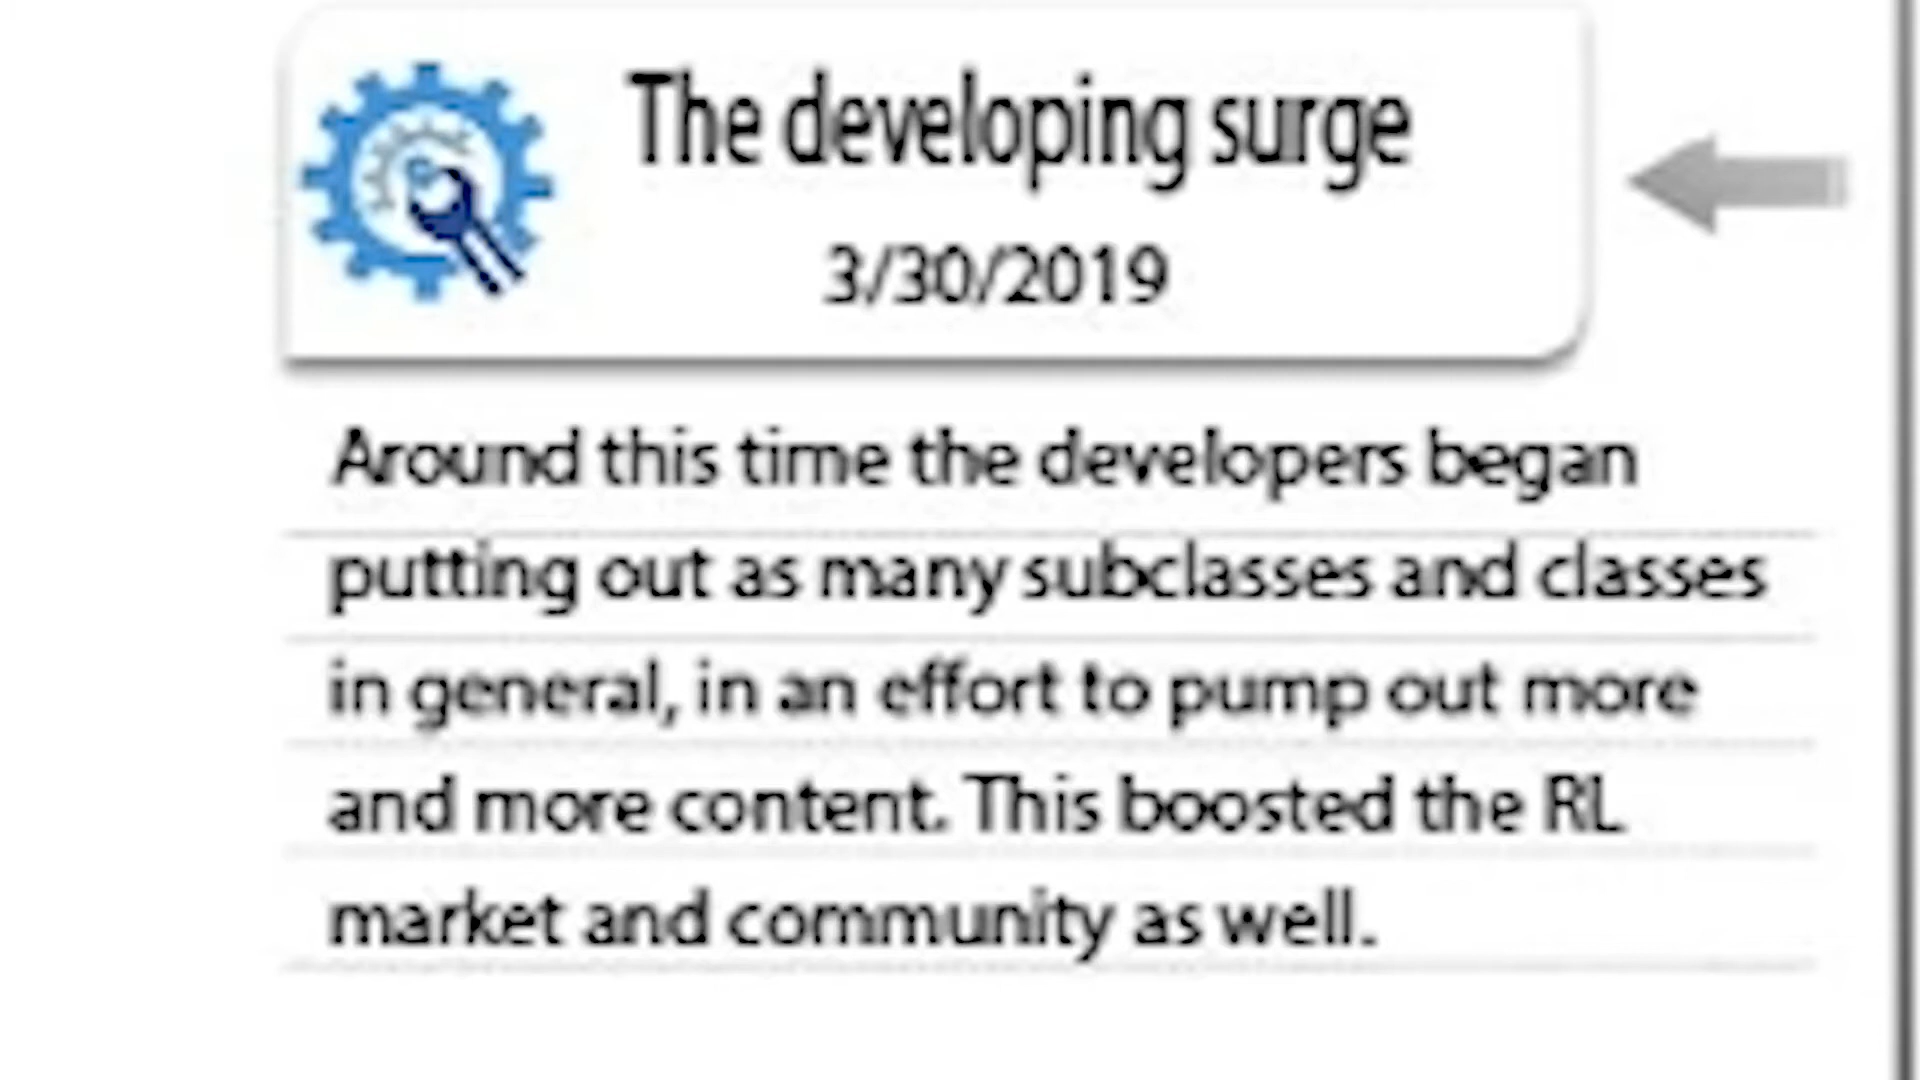 The developing surge
3/30/2019
Around this time the developers began
putting out as many subclasses and classes
in general, in an effort to pump out more
and more content. This boosted the RL
market and community as well.